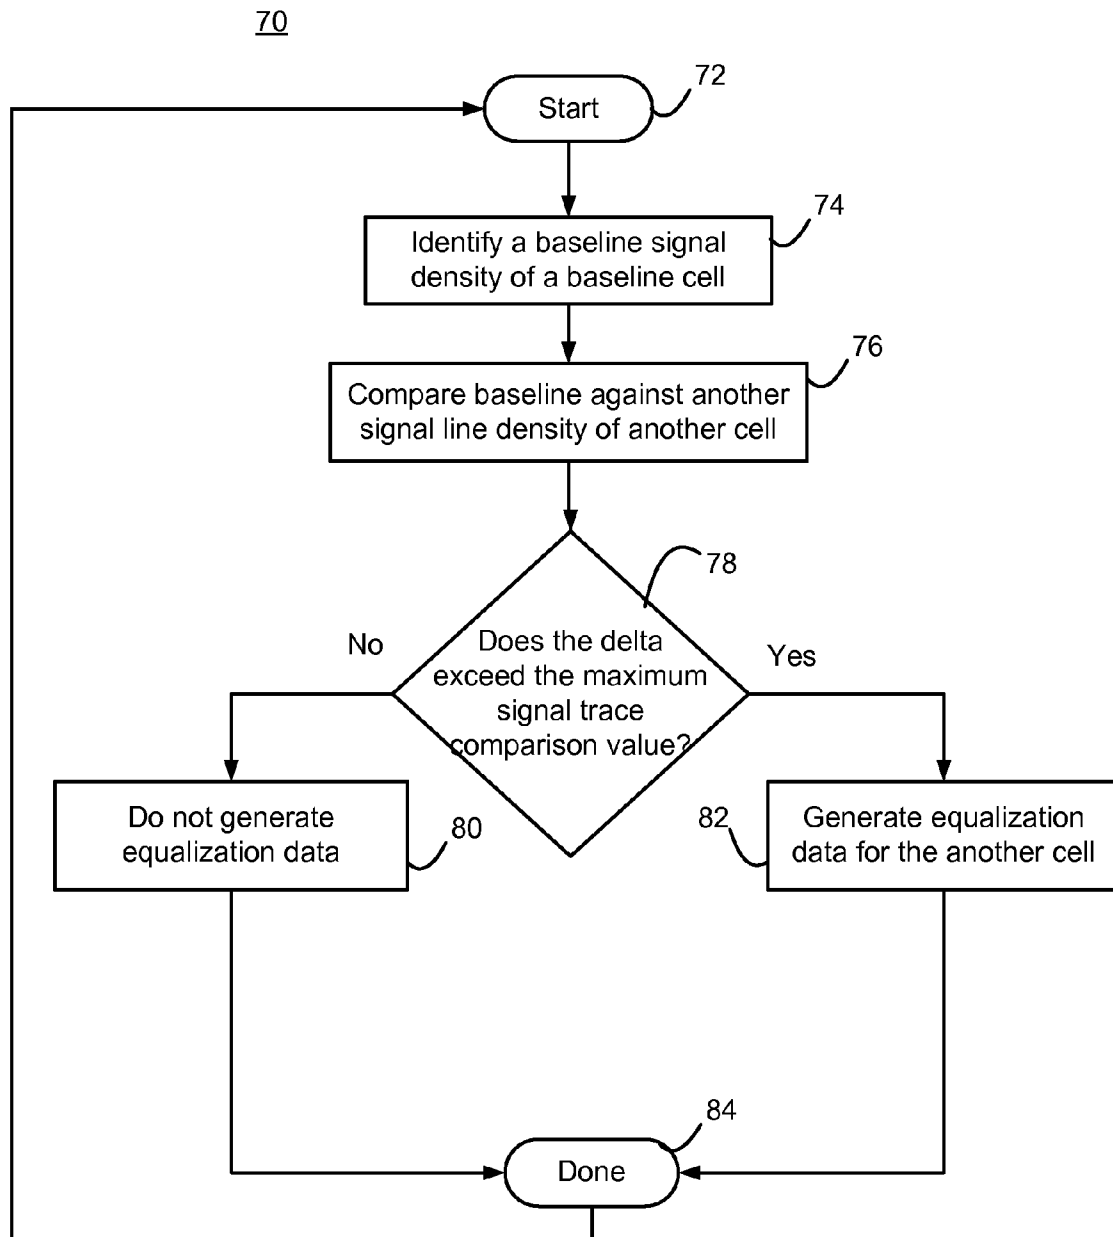 70
Start
72
Identify a baseline signal
density of a baseline cell
74
Compare baseline against another
signal line density of another cell
76
Does the delta
exceed the maximum
signal trace
comparison value?
78
No
Yes
Do not generate
equalization data
80
82
Generate equalization
data for the another cell
84
Done